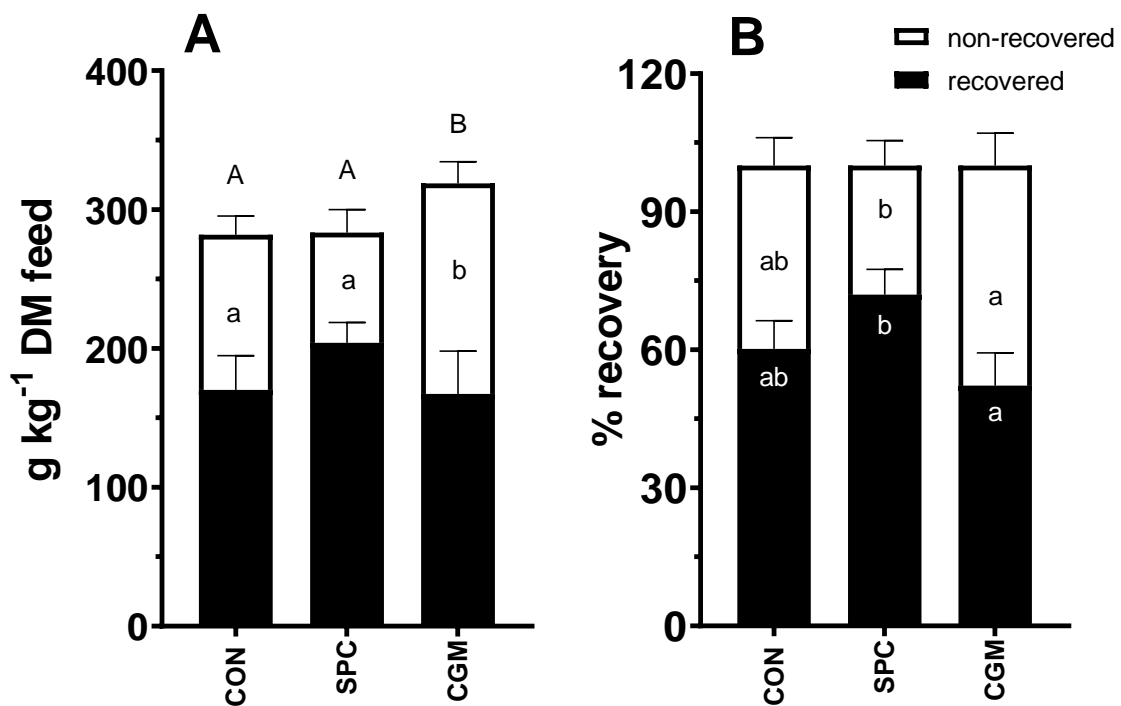 A
g kg⁻¹ DM feed
400
300
200
100
0
A
A
B
a
a
b
CON
SPC
CGM
B
non-recovered
recovered
% recovery
120
90
60
30
0
ab
b
a
ab
b
a
CON
SPC
CGM